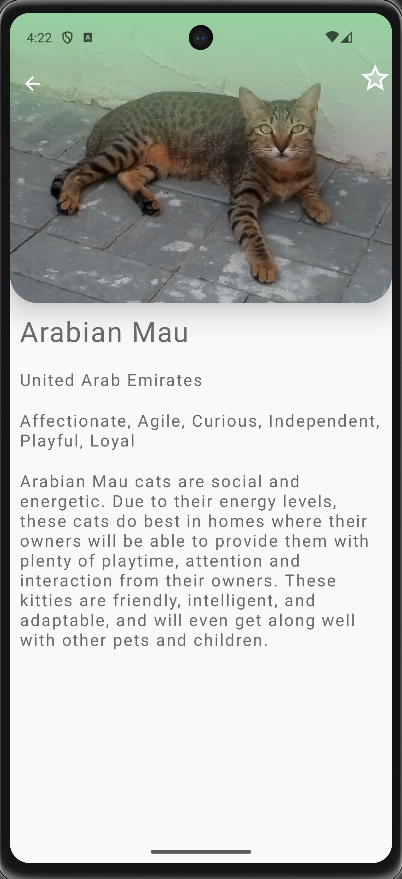 4:22
Arabian Mau
United Arab Emirates
Affectionate, Agile, Curious, Independent,
Playful, Loyal
Arabian Mau cats are social and
energetic. Due to their energy levels,
these cats do best in homes where their
owners will be able to provide them with
plenty of playtime, attention and
interaction from their owners. These
kitties are friendly, intelligent, and
adaptable, and will even get along well
with other pets and children.